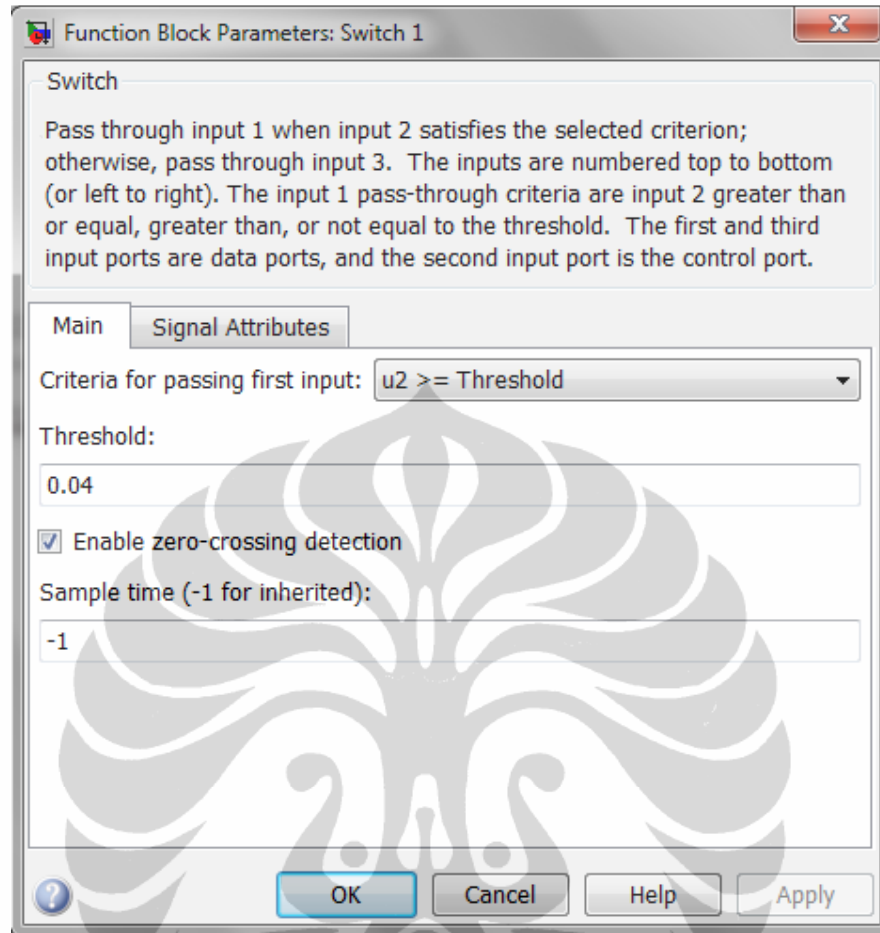 Function Block Parameters: Switch 1
Switch
Pass through input 1 when input 2 satisfies the selected criterion;
otherwise, pass through input 3. The inputs are numbered top to bottom
(or left to right). The input 1 pass-through criteria are input 2 greater than
or equal, greater than, or not equal to the threshold. The first and third
input ports are data ports, and the second input port is the control port.
Main Signal Attributes
Criteria for passing first input: u2 >= Threshold
Threshold:
0.04
Enable zero-crossing detection
Sample time (-1 for inherited):
-1
? OK Cancel Help Apply